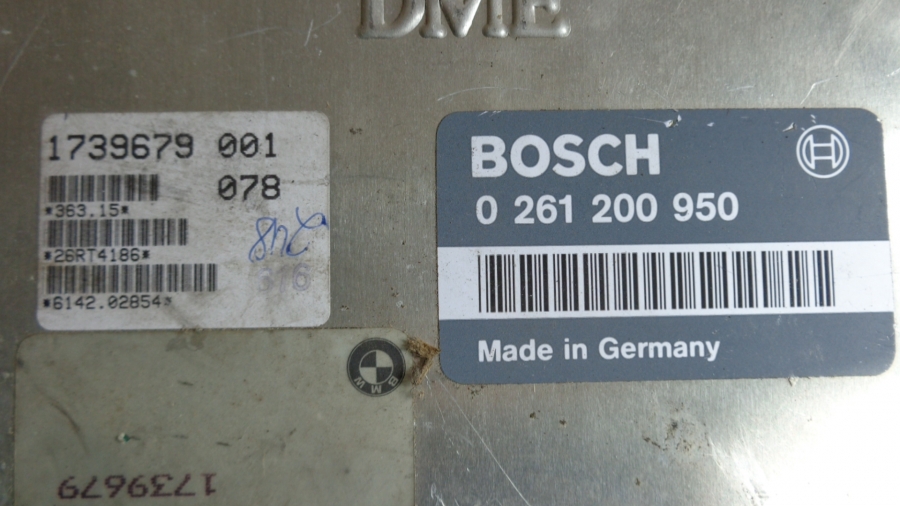 DME
1739679 001
078
*363.15*
*26RT4186*
*6142.02854*
BOSCH
0 261 200 950
Made in Germany
BMW
1739679